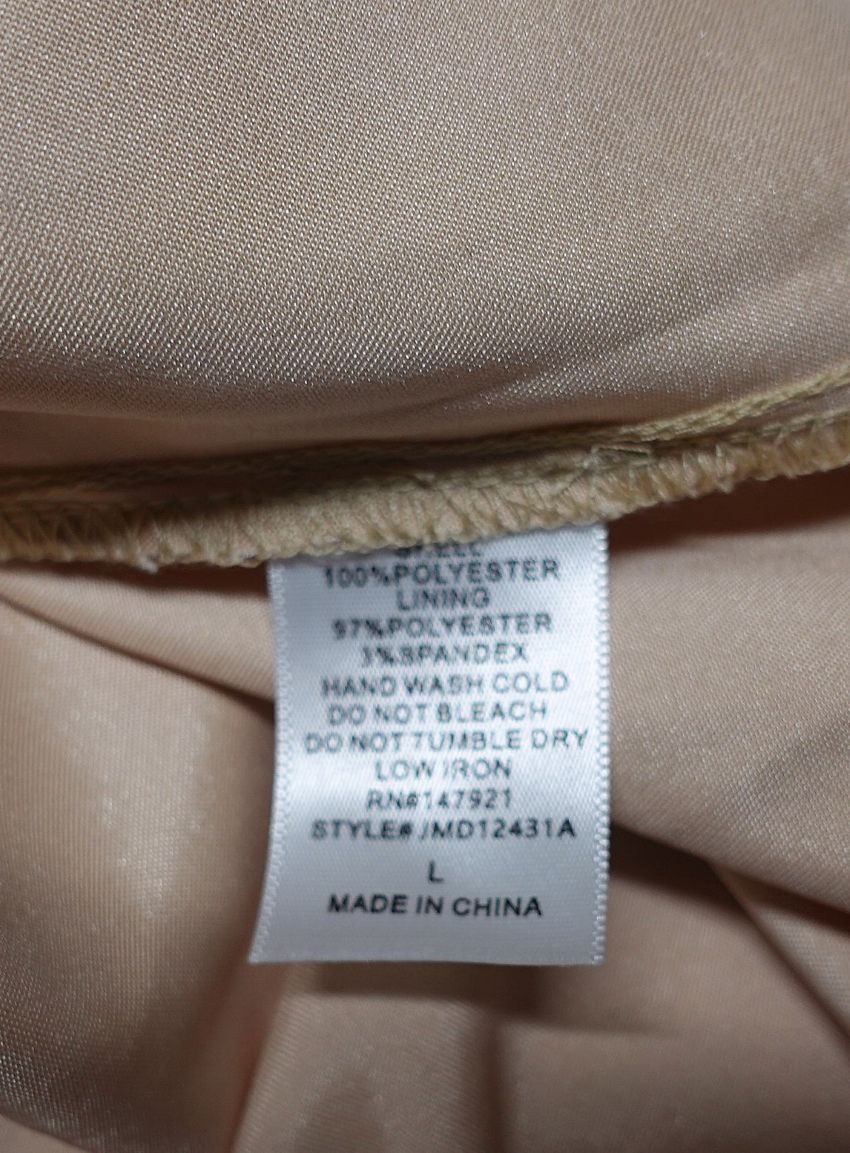 SHELL
100%POLYESTER
LINING
97%POLYESTER
3%SPANDEX
HAND WASH COLD
DO NOT BLEACH
DO NOT TUMBLE DRY
LOW IRON
RN#147921
STYLE# JMD12431A
L
MADE IN CHINA